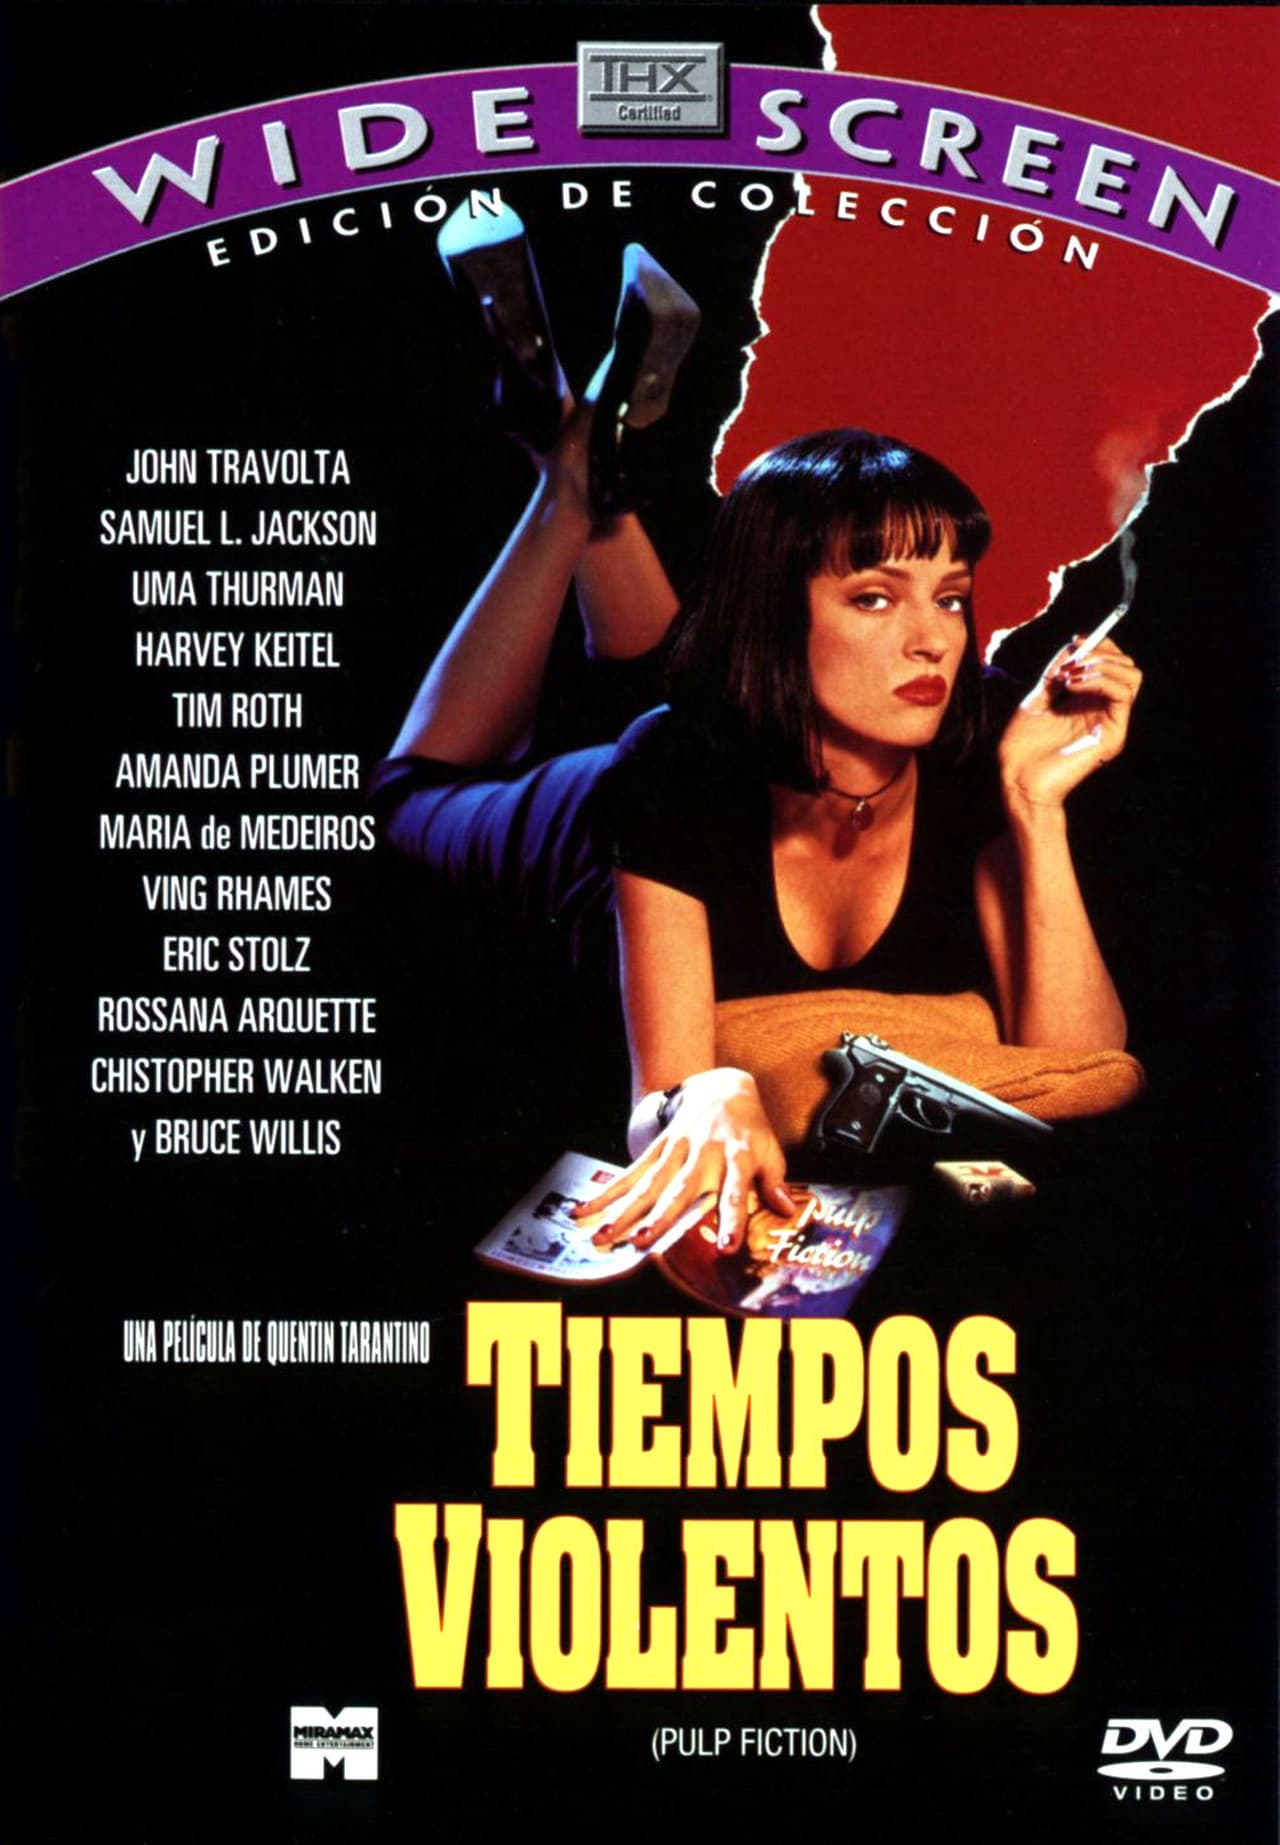 THX
Certified
WIDE SCREEN
EDICIÓN DE COLECCIÓN
JOHN TRAVOLTA
SAMUEL L. JACKSON
UMA THURMAN
HARVEY KEITEL
TIM ROTH
AMANDA PLUMER
MARIA de MEDEIROS
VING RHAMES
ERIC STOLZ
ROSSANA ARQUETTE
CHISTOPHER WALKEN
y BRUCE WILLIS
Pulp
Fiction
UNA PELÍCULA DE QUENTIN TARANTINO
TIEMPOS
VIOLENTOS
(PULP FICTION)
MIRAMAX
HOME ENTERTAINMENT
DVD
VIDEO